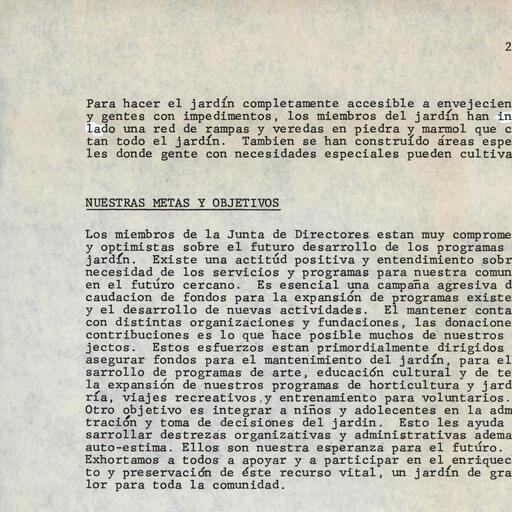 2
Para hacer el jardín completamente accesible a envejecien
y gentes con impedimentos, los miembros del jardín han in
lado una red de rampas y veredas en piedra y marmol que c
tan todo el jardín. Tambien se han construído áreas espe
les donde gente con necesidades especiales pueden cultiva
NUESTRAS METAS Y OBJETIVOS
Los miembros de la Junta de Directores estan muy comprome
y optimistas sobre el futuro desarrollo de los programas
jardín. Existe una actitúd positiva y entendimiento sobr
necesidad de los servicios y programas para nuestra comun
en el futúro cercano. Es esencial una campaña agresiva d
caudacion de fondos para la expansión de programas existe
y el desarrollo de nuevas actividades. El mantener conta
con distintas organizaciones y fundaciones, las donacione
contribuciones es lo que hace posible muchos de nuestros
jectos. Estos esfuerzos estan primordialmente dirigidos
asegurar fondos para el mantenimiento del jardín, para el
sarrollo de programas de arte, educación cultural y de te
la expansión de nuestros programas de horticultura y jard
ría, viajes recreativos y entrenamiento para voluntarios.
Otro objetivo es integrar a niños y adolecentes en la adm
tración y toma de decisiones del jardin. Esto les ayuda
sarrollar destrezas organizativas y administrativas adema
auto-estima. Ellos son nuestra esperanza para el futúro.
Exhortamos a todos a apoyar y a participar en el enriquec
to y preservación de éste recurso vital, un jardín de gra
lor para toda la comunidad.